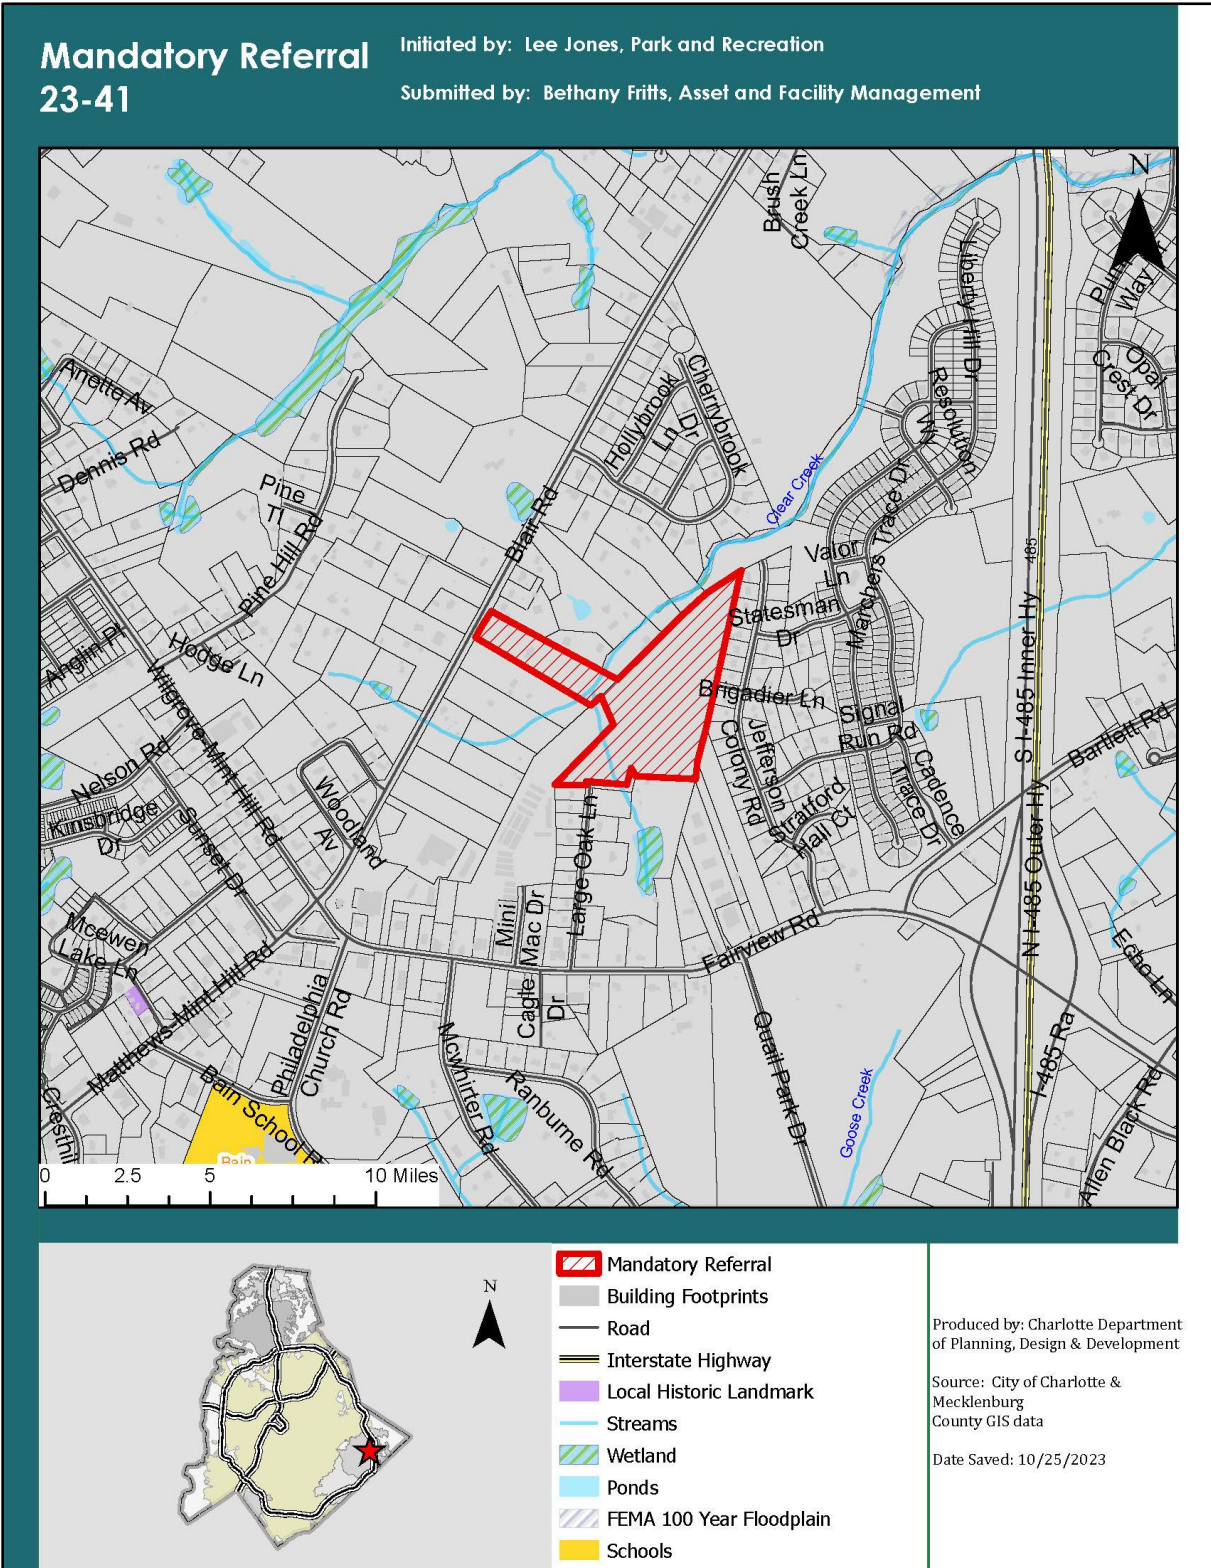 Mandatory Referral
23-41
Initiated by: Lee Jones, Park and Recreation
Submitted by: Bethany Fritts, Asset and Facility Management
N
Brush
Creek Ln
Liberty Hill Dr
Way
Opal
Crest Dr
Resolution
Wy
Anette Av
Dennis Rd
Pine
Tl
Pine Hill Rd
Blair Rd
Hollybrook
Ln
Cherrybrook
Dr
Clear Creek
Valor
Ln
Marchers Trace Dr
Statesman
Dr
Brigadier Ln
Signal
Run Rd
Jefferson
Colony Rd
Stratford
Hall Ct
Cadence
Trace Dr
S I-485 Inner Hy
485
N I-485 Outer Hy
Bartlett Rd
Echo Ln
I-485 Ra
Allen Black Rd
Anglin Pl
Hodge Ln
Wilgrove-Mint Hill Rd
Nelson Rd
Kinsbridge
Dr
Sunset Dr
Woodland
Av
Mcewen
Lake Ln
Matthews-Mint Hill Rd
Philadelphia
Church Rd
Bain School R
Bain
Cresthil
Mini
Mac Dr
Large Oak Ln
Cagle
Dr
Fairview Rd
Mcwhirter Rd
Ranburne Rd
Quail Park Dr
Goose Creek
0 2.5 5 10 Miles
N
Mandatory Referral
Building Footprints
Road
Interstate Highway
Local Historic Landmark
Streams
Wetland
Ponds
FEMA 100 Year Floodplain
Schools
Produced by: Charlotte Department
of Planning, Design & Development
Source: City of Charlotte &
Mecklenburg
County GIS data
Date Saved: 10/25/2023